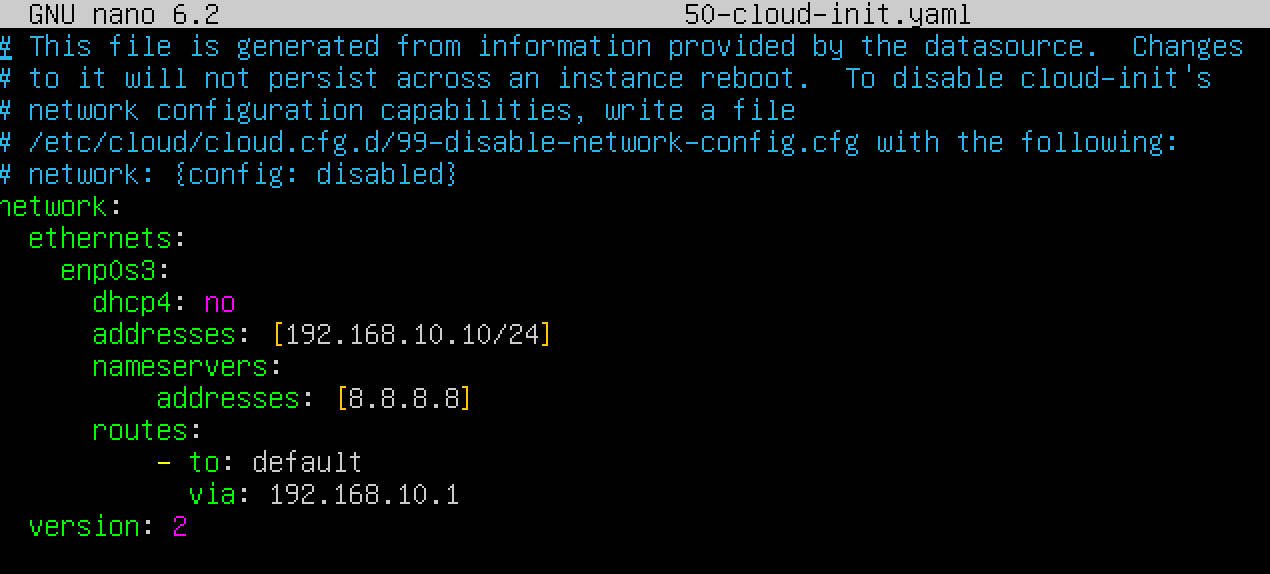 GNU nano 6.2 50-cloud-init.yaml
# This file is generated from information provided by the datasource.  Changes
# to it will not persist across an instance reboot.  To disable cloud-init's
# network configuration capabilities, write a file
# /etc/cloud/cloud.cfg.d/99-disable-network-config.cfg with the following:
# network: {config: disabled}
network:
  ethernets:
    enp0s3:
      dhcp4: no
      addresses: [192.168.10.10/24]
      nameservers:
          addresses: [8.8.8.8]
      routes:
          - to: default
            via: 192.168.10.1
  version: 2